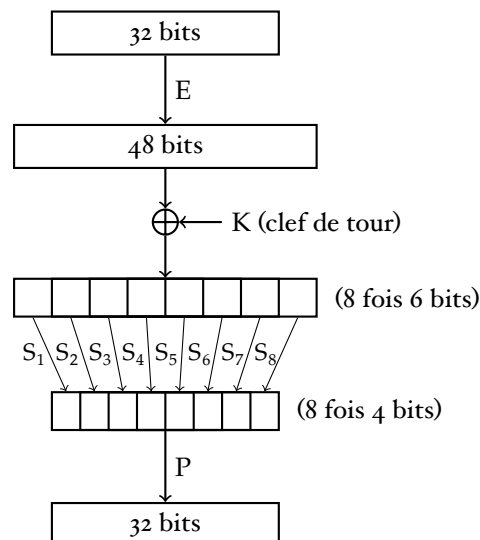 32 bits
E
48 bits
K (clef de tour)
(8 fois 6 bits)
S1 S2 S3 S4 S5 S6 S7 S8
(8 fois 4 bits)
P
32 bits